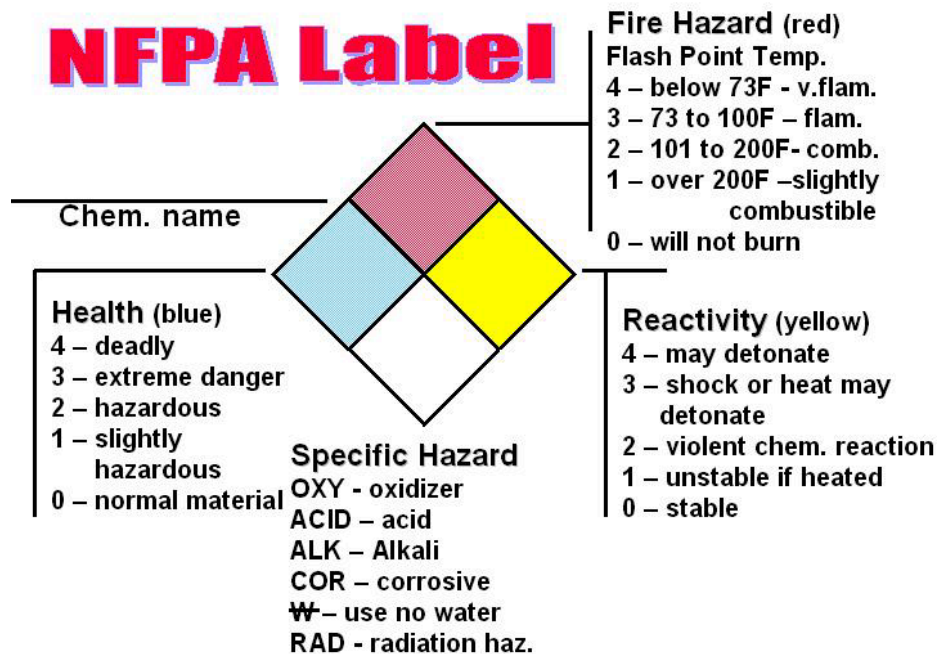 NFPA Label
Fire Hazard (red)
Flash Point Temp.
4 – below 73F - v.flam.
3 – 73 to 100F – flam.
2 – 101 to 200F- comb.
1 – over 200F –slightly
combustible
0 – will not burn
Chem. name
Health (blue)
4 – deadly
3 – extreme danger
2 – hazardous
1 – slightly
hazardous
0 – normal material
Specific Hazard
OXY - oxidizer
ACID – acid
ALK – Alkali
COR – corrosive
W – use no water
RAD - radiation haz.
Reactivity (yellow)
4 – may detonate
3 – shock or heat may
detonate
2 – violent chem. reaction
1 – unstable if heated
0 – stable